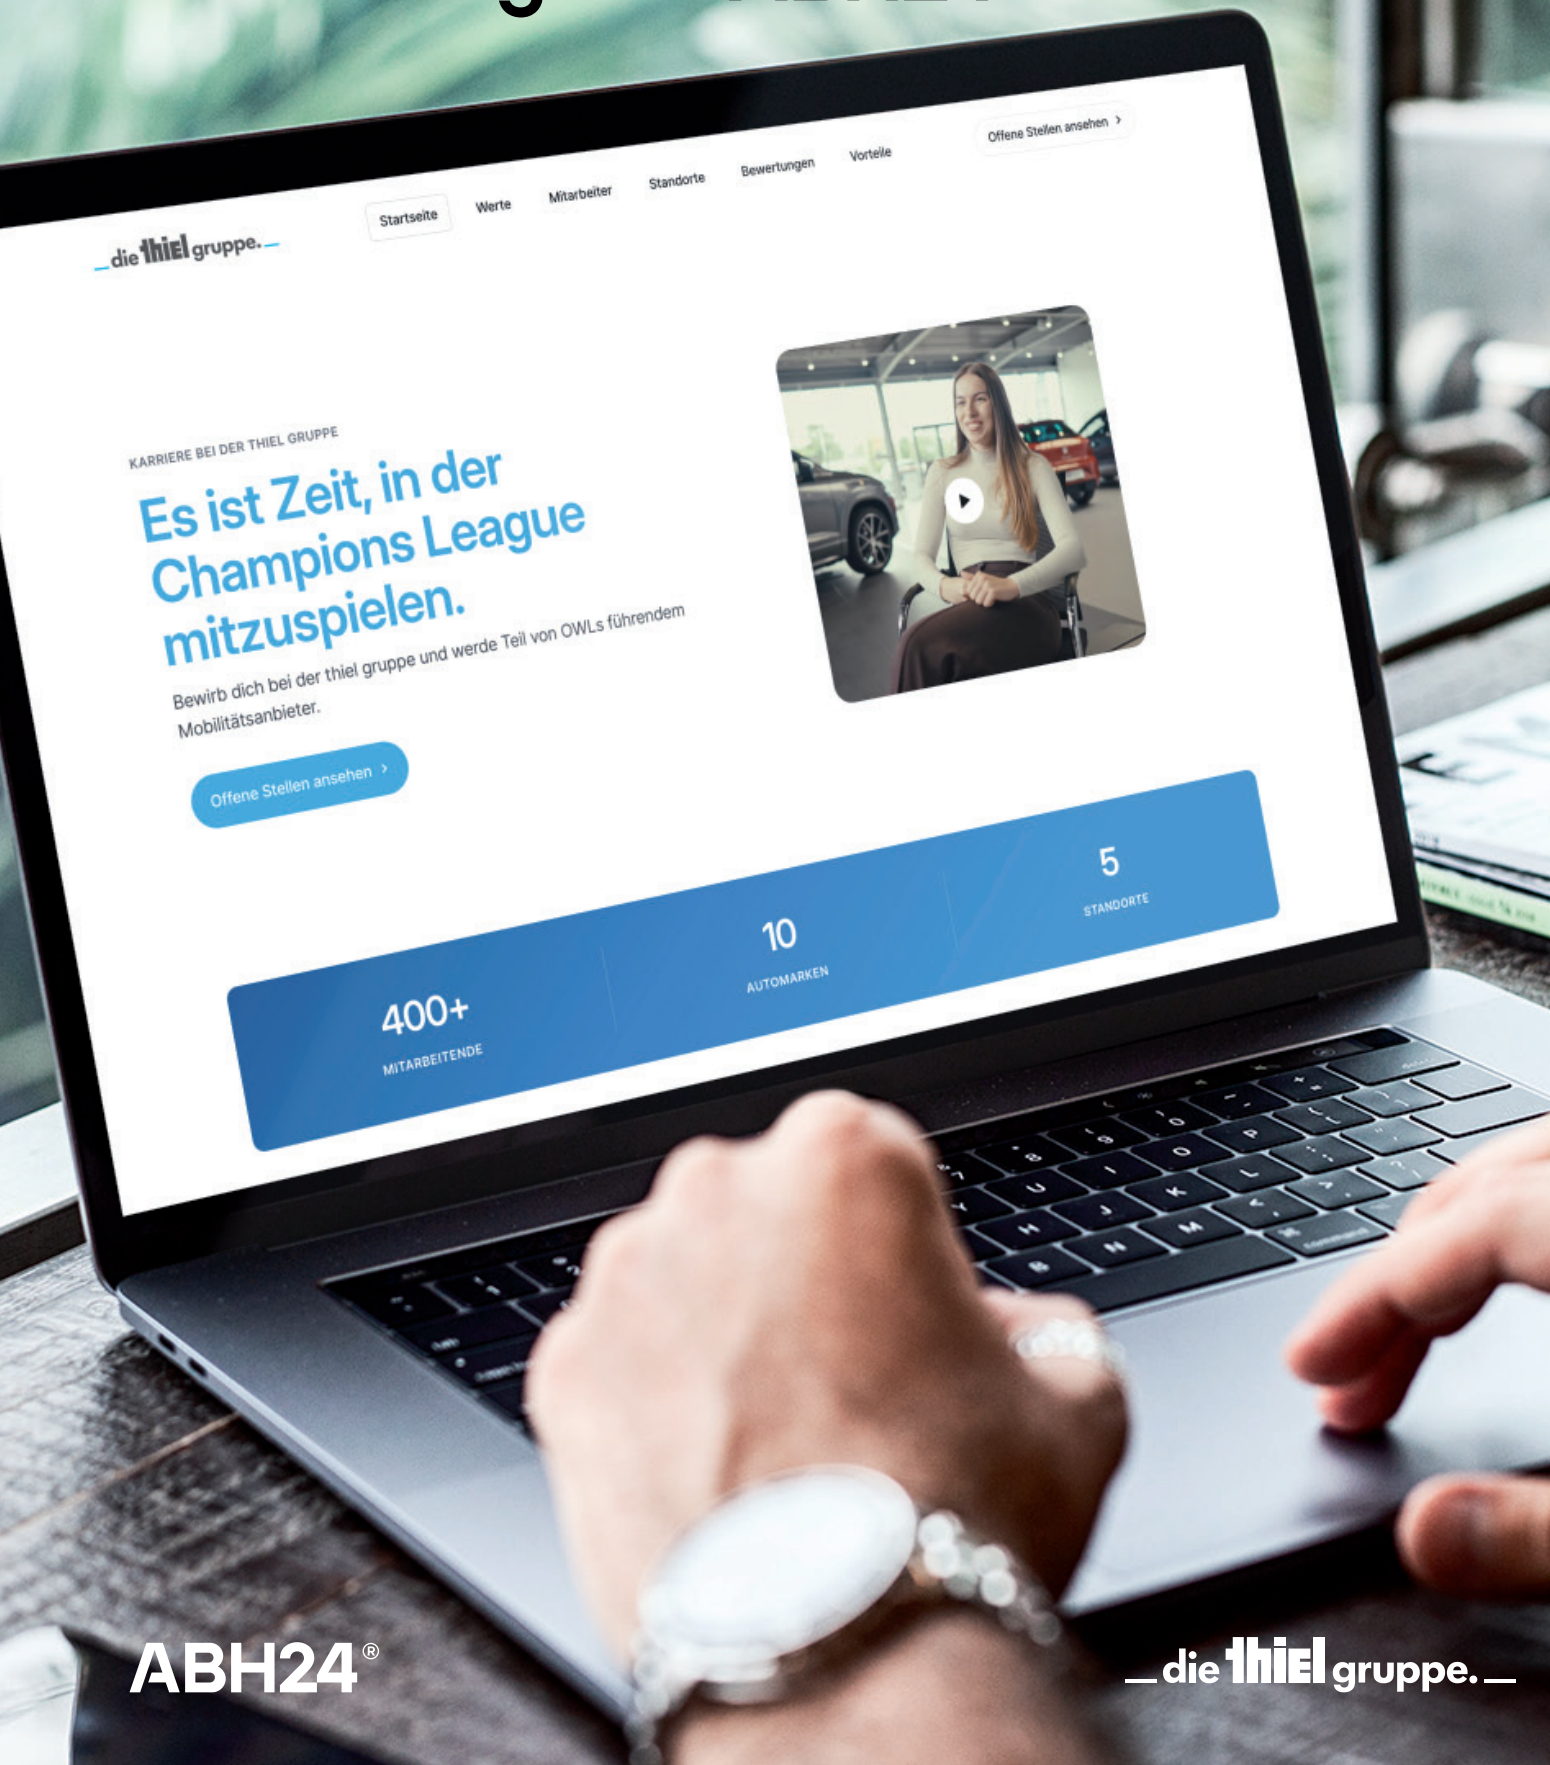 Startseite
Werte
Mitarbeiter
Standorte
Bewertungen
Vorteile
Offene Stellen ansehen
_die thiel gruppe._
KARRIERE BEI DER THIEL GRUPPE
Es ist Zeit, in der
Champions League
mitzuspielen.
Bewirb dich bei der thiel gruppe und werde Teil von OWLs führendem
Mobilitätsanbieter.
Offene Stellen ansehen
400+
MITARBEITENDE
10
AUTOMARKEN
5
STANDORTE
ABH24®
_die thiel gruppe._